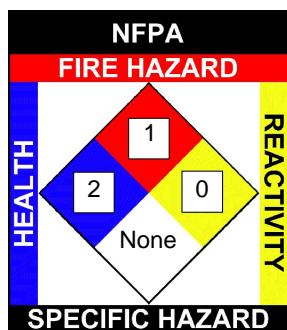 NFPA
FIRE HAZARD
HEALTH
1
2
0
None
REACTIVITY
SPECIFIC HAZARD